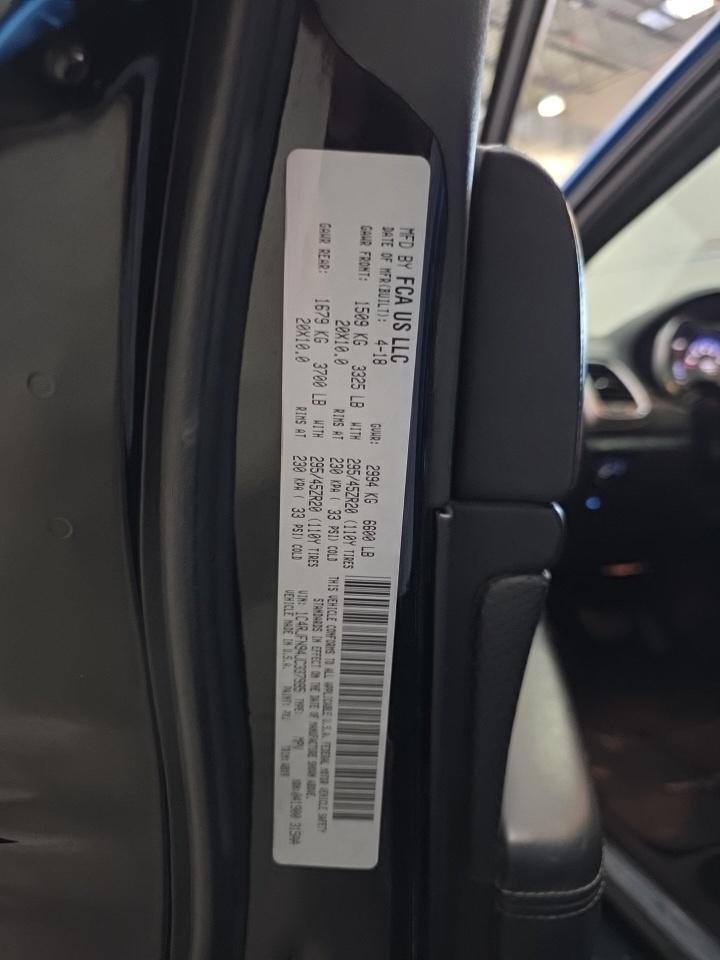 MFD BY FCA US LLC
DATE OF MFR(BUILT): 4-18 GVWR: 2994 KG 6600 LB
GAWR FRONT: 1509 KG 3325 LB WITH 295/45ZR20 (110Y TIRES
20X10.0 RIMS AT 230 KPA ( 33 PSI) COLD
GAWR REAR: 1679 KG 3700 LB WITH 295/45ZR20 (110Y TIRES
20X10.0 RIMS AT 230 KPA ( 33 PSI) COLD
THIS VEHICLE CONFORMS TO ALL APPLICABLE U.S.A. FEDERAL MOTOR VEHICLE SAFETY
STANDARDS IN EFFECT ON THE DATE OF MANUFACTURE SHOWN ABOVE.
VIN: 1C4RJFN94JC337995 TYPE: MPV
VEHICLE MADE IN U.S.A. PAINT: TRIM: